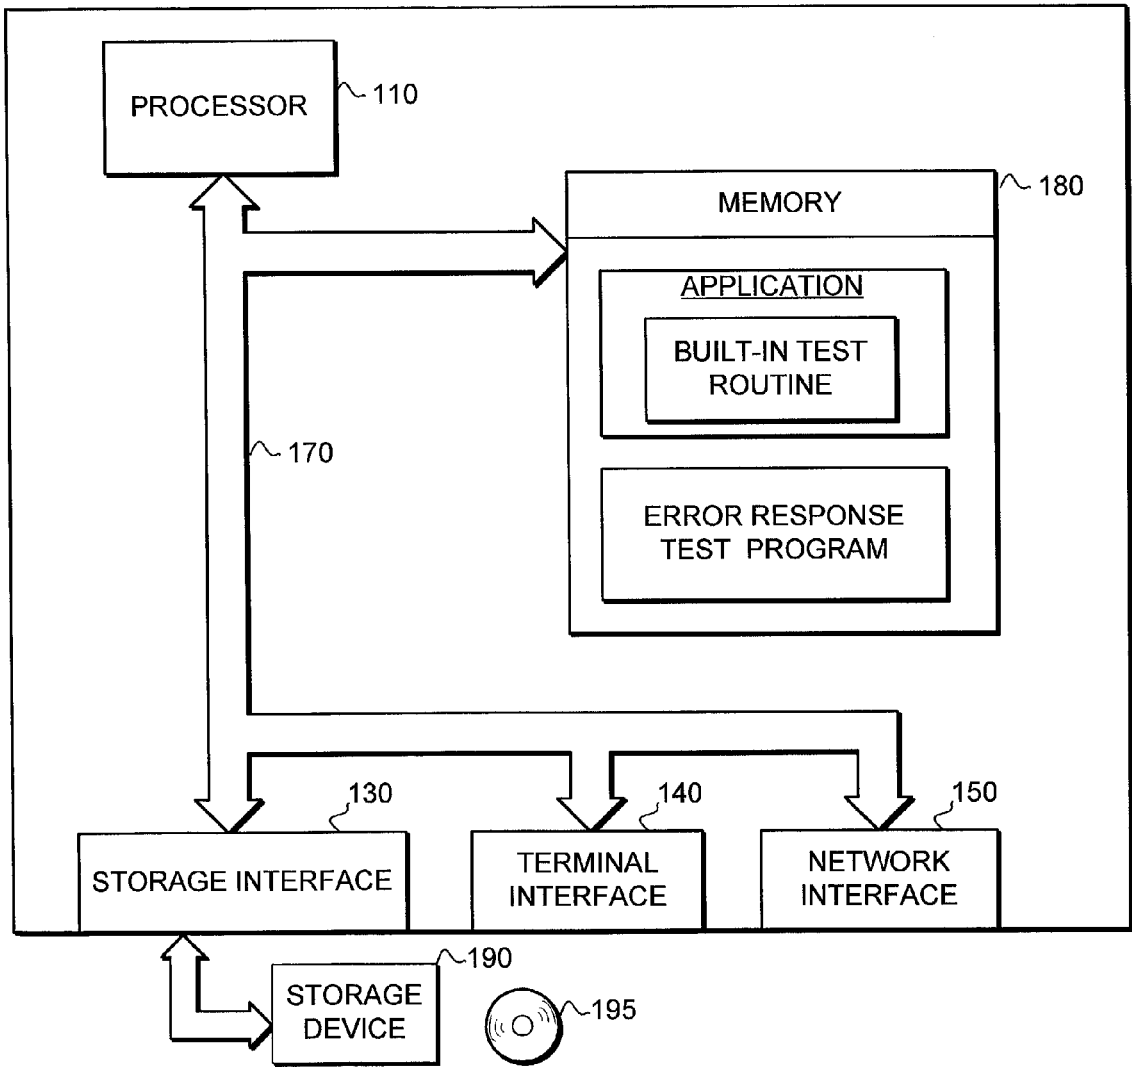 PROCESSOR
110
MEMORY
180
APPLICATION
BUILT-IN TEST
ROUTINE
170
ERROR RESPONSE
TEST PROGRAM
130
140
150
STORAGE INTERFACE
TERMINAL
INTERFACE
NETWORK
INTERFACE
190
STORAGE
DEVICE
195